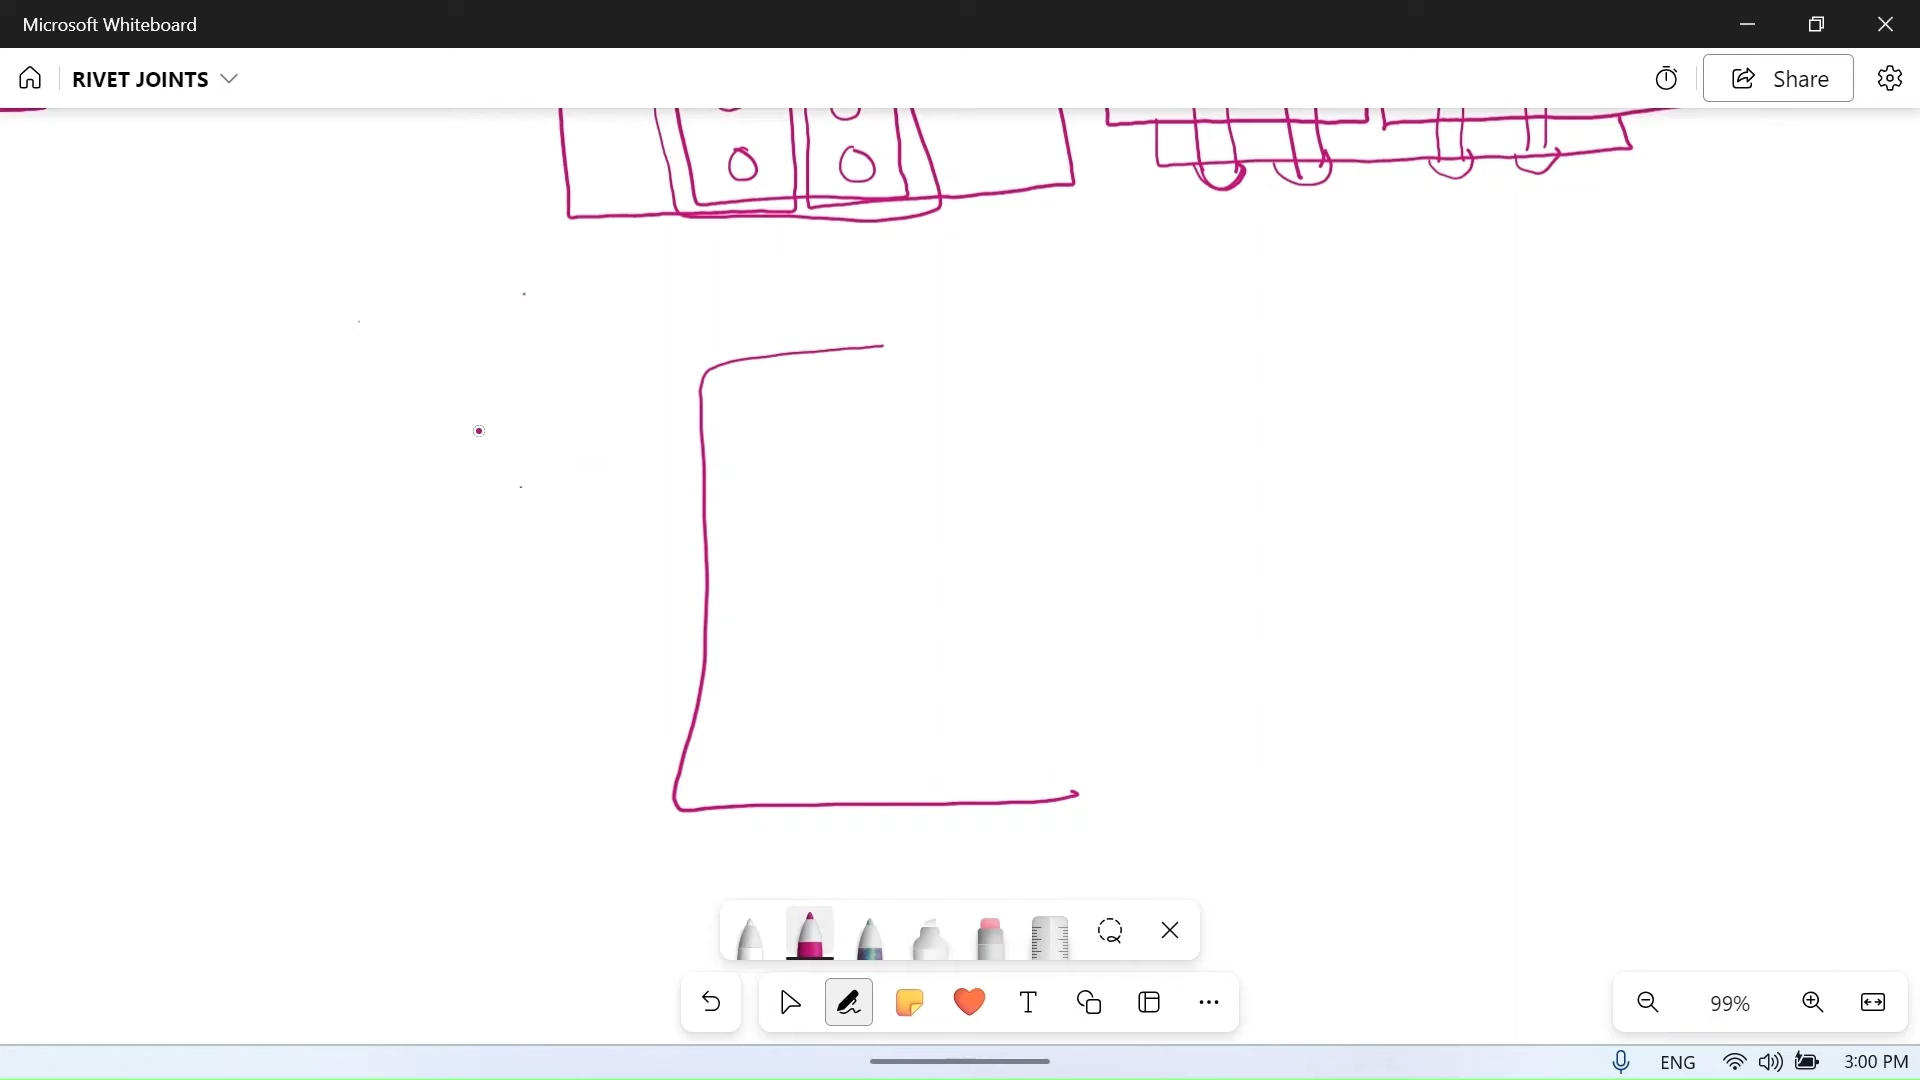 Microsoft Whiteboard
RIVET JOINTS
Share
99%
ENG
3:00 PM